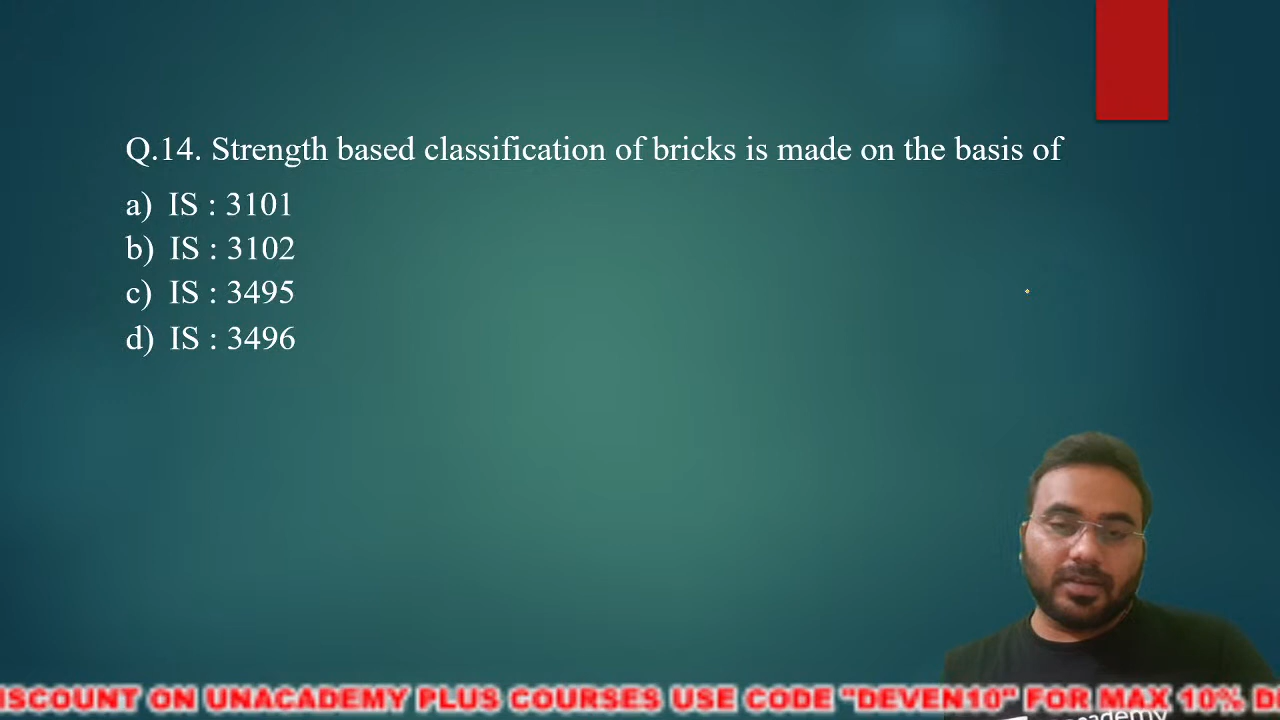 Q.14. Strength based classification of bricks is made on the basis of
a) IS : 3101
b) IS : 3102
c) IS : 3495
d) IS : 3496
ISCOUNT ON UNACADEMY PLUS COURSES USE CODE "DEVEN10" FOR MAX 10% D